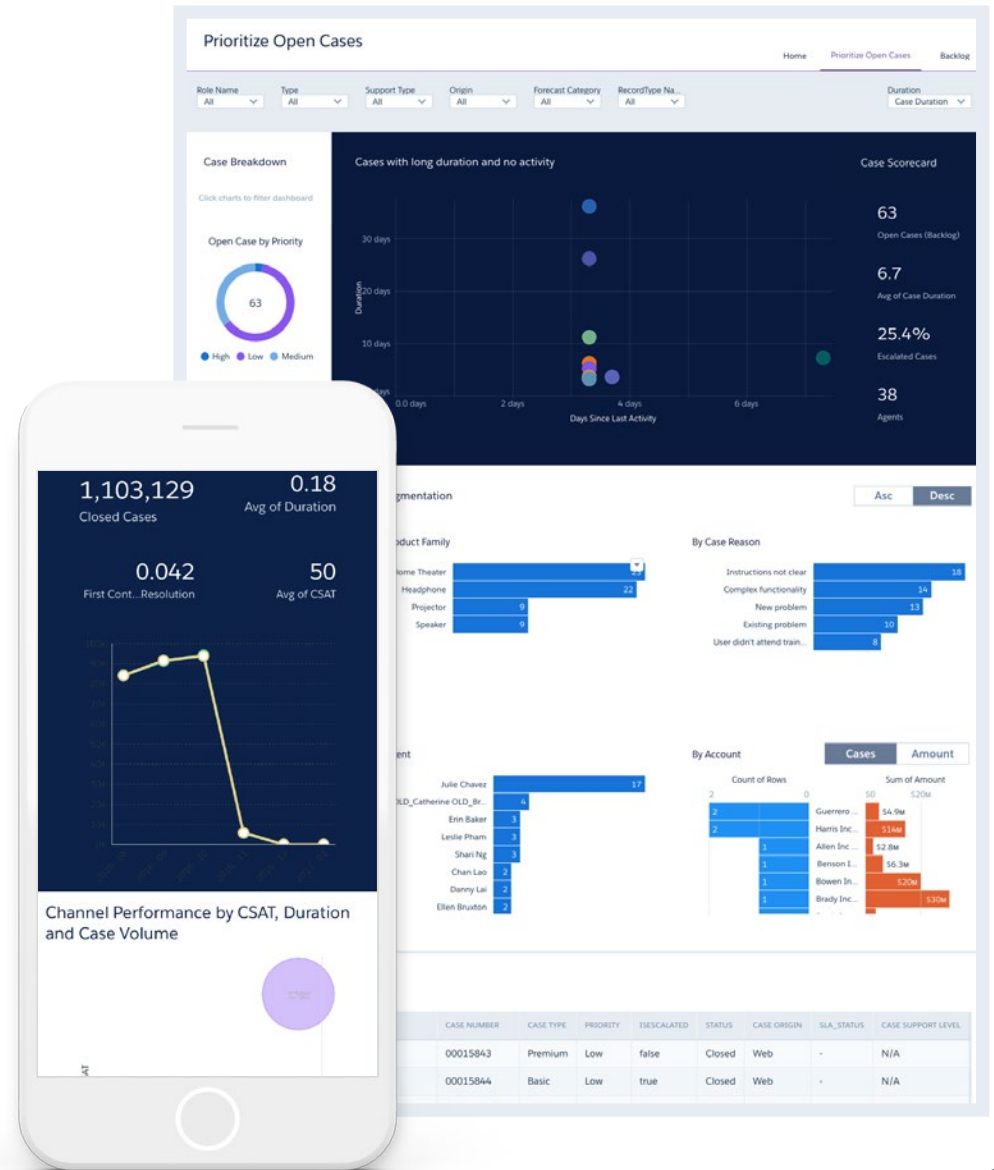 Prioritize Open Cases
Home Prioritize Open Cases Backlog
Role Name Type Support Type Origin Forecast Category RecordType Na... Duration
All All All All All All Case Duration
Case Breakdown
Click charts to filter dashboard
Open Case by Priority
63
High Low Medium
Cases with long duration and no activity
30 days
20 days
10 days
Duration
0.0 days 2 days 4 days 6 days
Days Since Last Activity
Case Scorecard
63
Open Cases (Backlog)
6.7
Avg of Case Duration
25.4%
Escalated Cases
38
Agents
Asc Desc
By Case Reason
Headphone 22
Projector 9
Speaker 9
Instructions not clear 18
Complex functionality 14
New problem 13
Existing problem 10
User didn't attend train... 8
Julie Chavez 17
Erin Baker 3
Leslie Pham 3
Shari Ng 3
Chan Lao 2
Danny Lai 2
Ellen Bruxton 2
By Account
Cases Amount
Count of Rows Sum of Amount
2 0 $0 $20M
2 Guerrero ... $4.9M
2 Harris Inc... $14M
1 Allen Inc ... $2.8M
1 Benson I... $6.3M
1 Bowen In... $20M
1 Brady Inc... $30M
CASE NUMBER CASE TYPE PRIORITY ISESCALATED STATUS CASE ORIGIN SLA_STATUS CASE SUPPORT LEVEL
00015843 Premium Low false Closed Web - N/A
00015844 Basic Low true Closed Web - N/A
1,103,129
Closed Cases
0.18
Avg of Duration
0.042
First Cont...Resolution
50
Avg of CSAT
Channel Performance by CSAT, Duration
and Case Volume